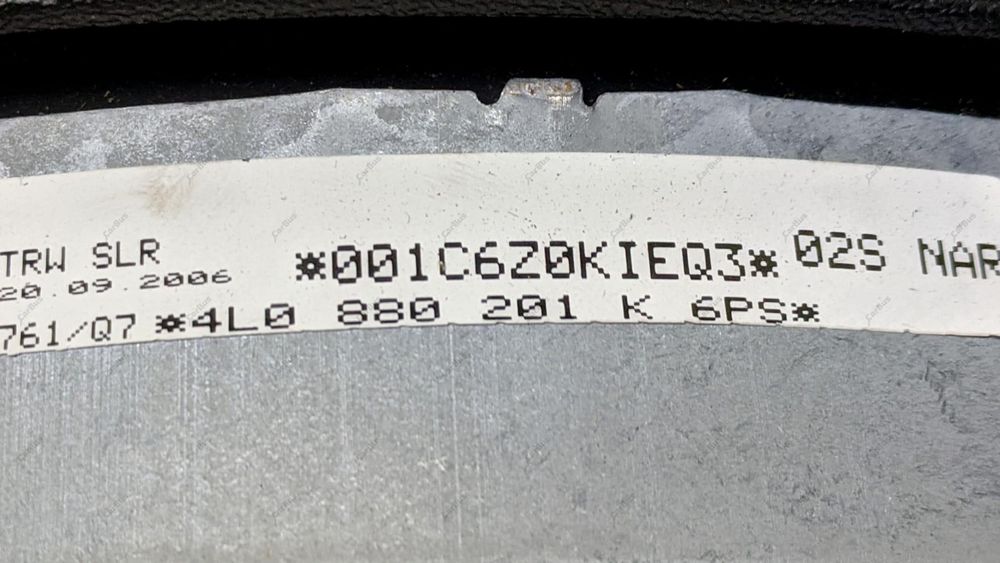 TRW SLR *001C6Z0KIEQ3* 02S NAR
20.09.2006
761/Q7 *4L0 880 201 K 6PS*